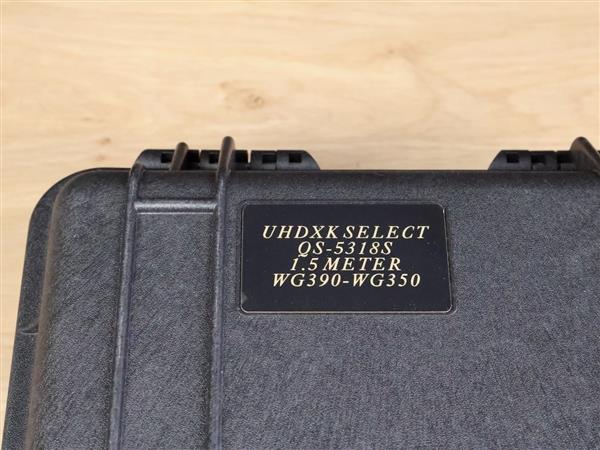 UHDXK SELECT
QS-5318S
1.5 METER
WG390-WG350